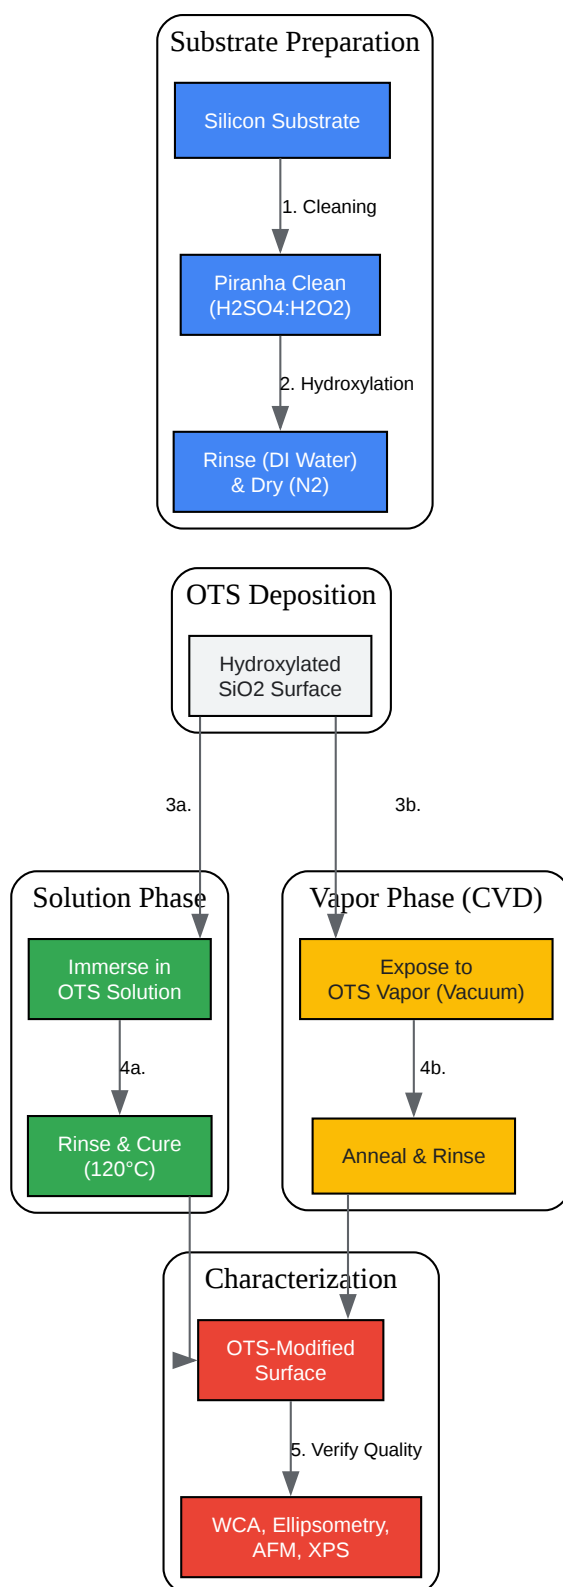 Substrate Preparation
Silicon Substrate
1. Cleaning
Piranha Clean
(H2SO4:H2O2)
2. Hydroxylation
Rinse (DI Water)
& Dry (N2)
OTS Deposition
Hydroxylated
SiO2 Surface
3a.
3b.
Solution Phase
Vapor Phase (CVD)
Immerse in
OTS Solution
Expose to
OTS Vapor (Vacuum)
4a.
4b.
Rinse & Cure
(120°C)
Anneal & Rinse
Characterization
OTS-Modified
Surface
5. Verify Quality
WCA, Ellipsometry,
AFM, XPS